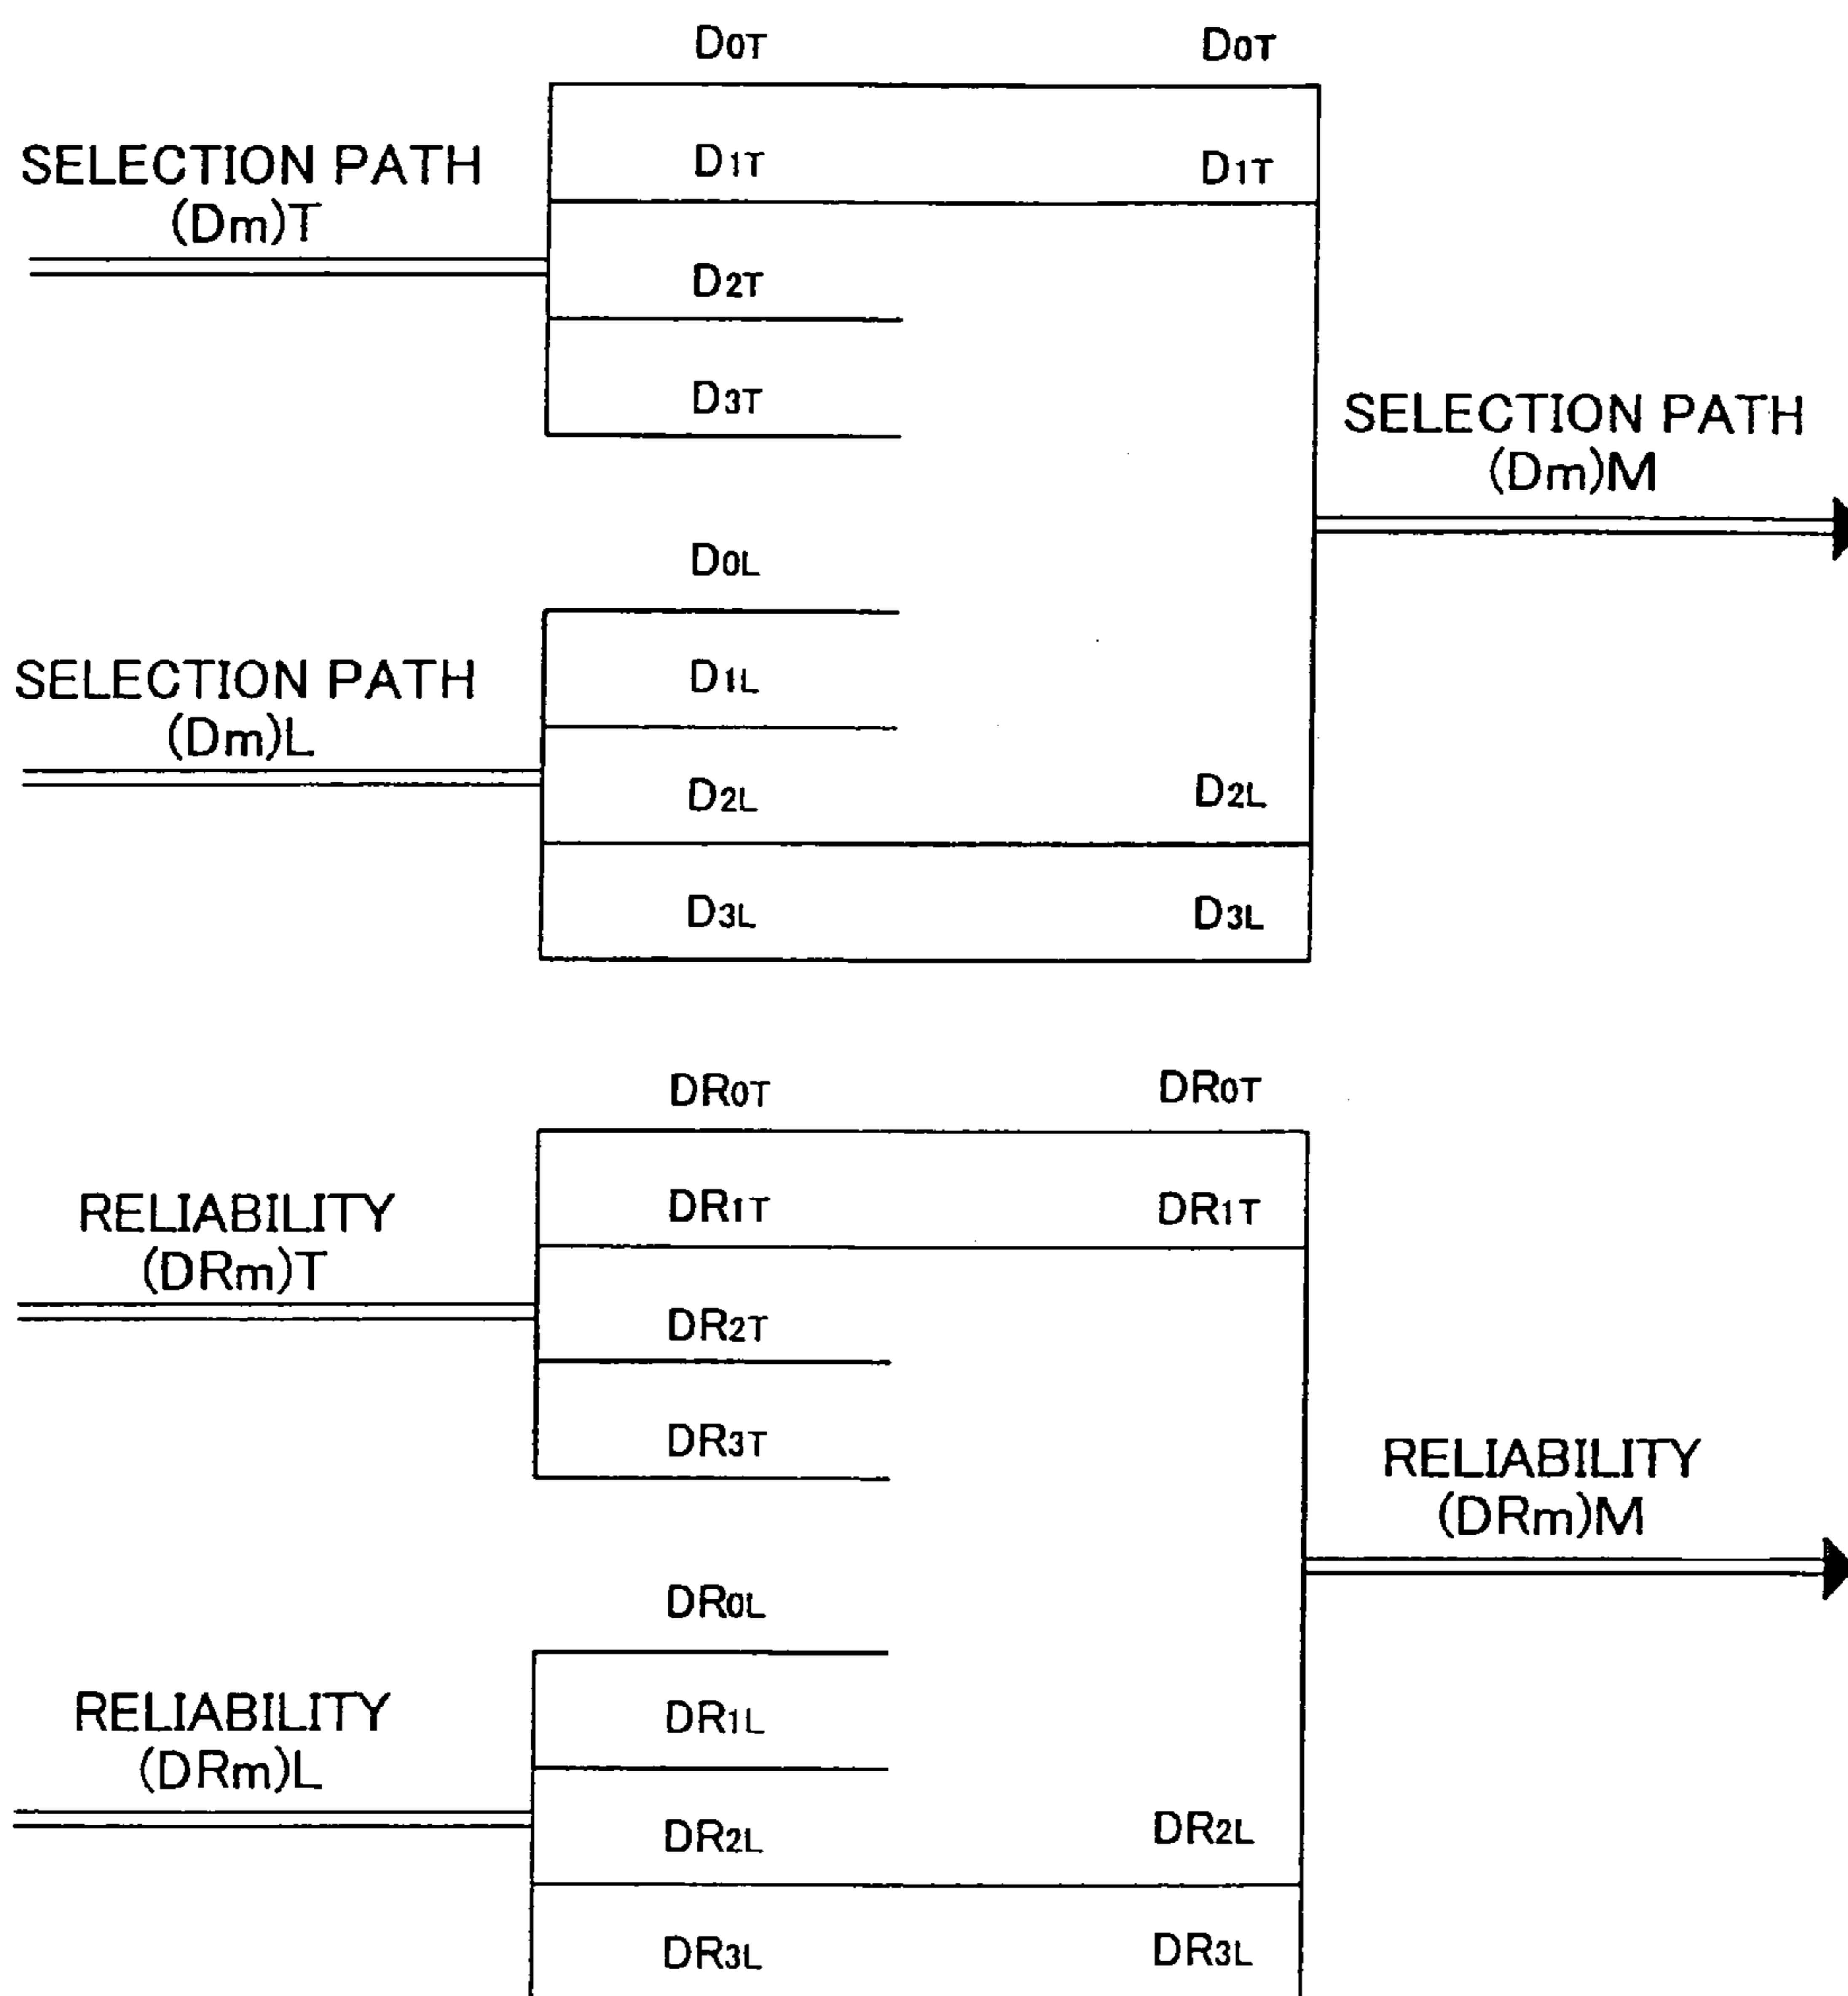 D0T D0T
SELECTION PATH
(Dm)T
D1T D1T
D2T
D3T
SELECTION PATH
(Dm)M
D0L
SELECTION PATH
(Dm)L
D1L
D2L D2L
D3L D3L
DR0T DR0T
RELIABILITY
(DRm)T
DR1T DR1T
DR2T
DR3T
RELIABILITY
(DRm)M
DR0L
RELIABILITY
(DRm)L
DR1L
DR2L DR2L
DR3L DR3L